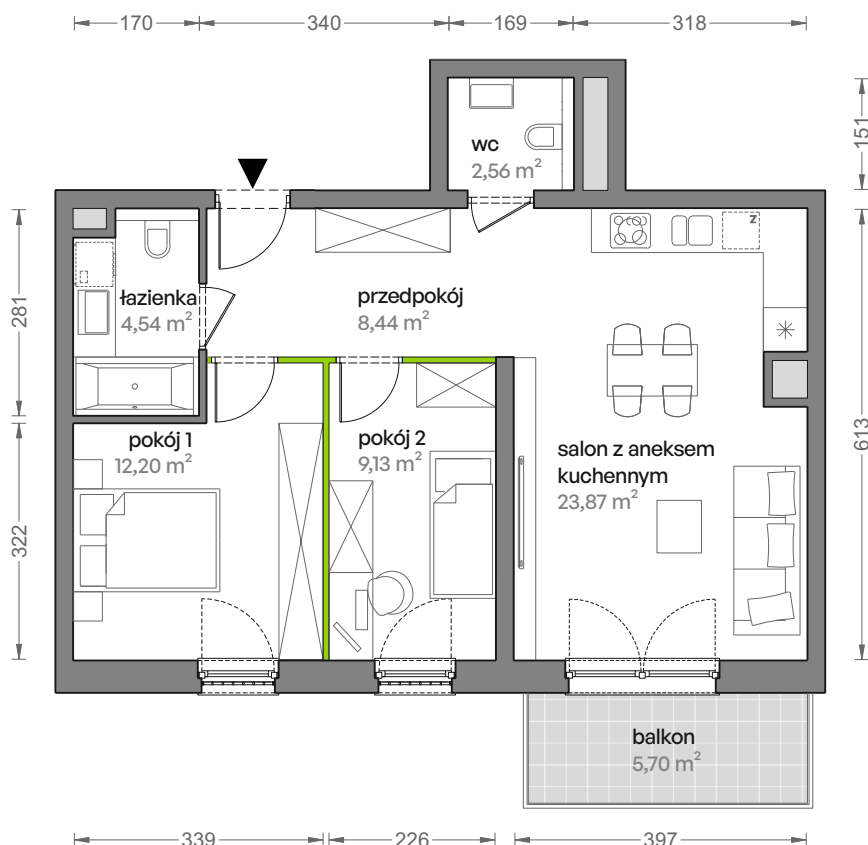 170
340
169
318
151
wc
2,56 m²
z
281
łazienka
4,54 m²
przedpokój
8,44 m²
613
pokój 1
12,20 m²
pokój 2
9,13 m²
salon z aneksem
kuchennym
23,87 m²
322
balkon
5,70 m²
339
226
397